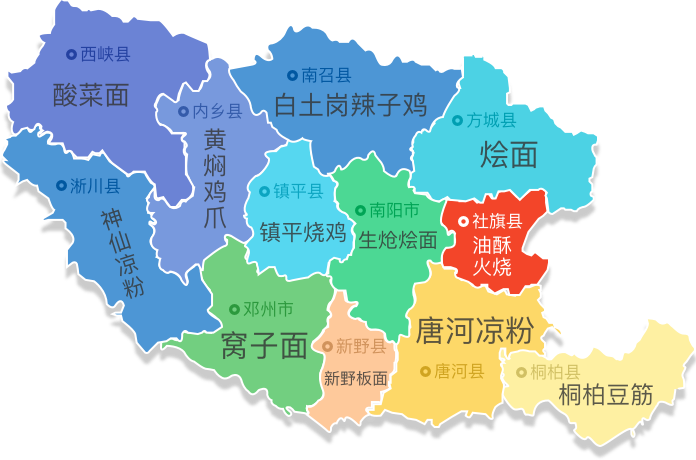 西峡县
酸菜面
南召县
白土岗辣子鸡
内乡县
黄焖鸡爪
方城县
烩面
淅川县
神仙凉粉
镇平县
镇平烧鸡
南阳市
生炝烩面
社旗县
油酥
火烧
邓州市
窝子面
新野县
新野板面
唐河凉粉
唐河县
桐柏县
桐柏豆筋